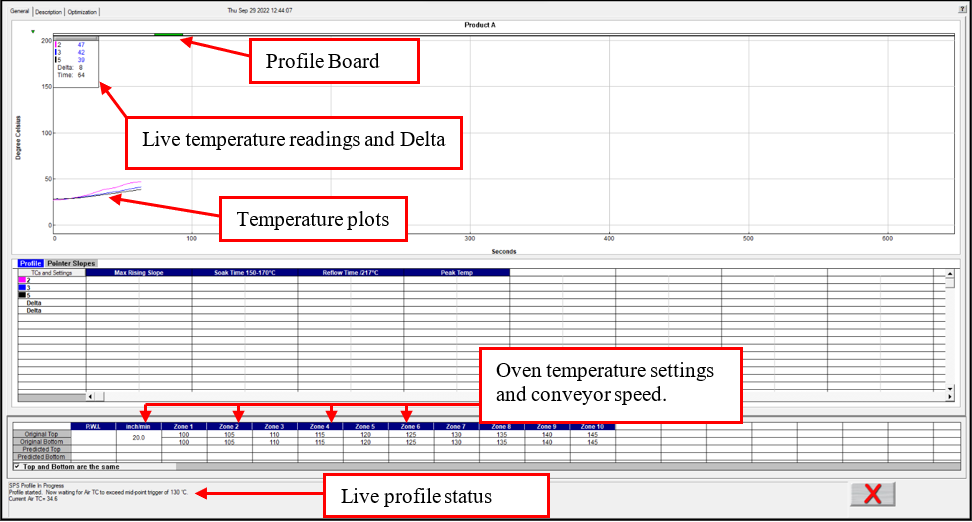 General Description Optimization Thu Sep 29 2022 12:44:07 ?
Product A
200
150
100
50
0
Degree Celsius
2 47
3 42
5 39
Delta: 8
Time: 64
Profile Board
Live temperature readings and Delta
Temperature plots
0 100 200 300 400 500 600
Seconds
Profile Pointer Slopes
TCs and Settings Max Rising Slope Soak Time 150-170°C Reflow Time /217°C Peak Temp
2
3
5
Delta
Delta
Oven temperature settings
and conveyor speed.
P.W.I. inch/min Zone 1 Zone 2 Zone 3 Zone 4 Zone 5 Zone 6 Zone 7 Zone 8 Zone 9 Zone 10
Original Top 20.0 100 105 110 115 120 125 130 135 140 145
Original Bottom 100 105 110 115 120 125 130 135 140 145
Predicted Top
Predicted Bottom
Top and Bottom are the same
SPS Profile In Progress
Profile started. Now waiting for Air TC to exceed mid-point trigger of 130 °C.
Current Air TC= 34.6
Live profile status
X